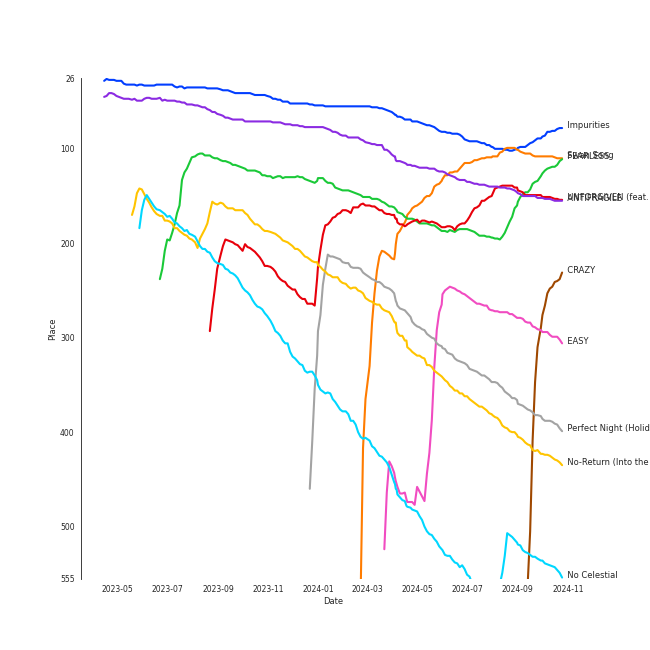 26
100
200
300
400
500
555
Place
2023-05
2023-07
2023-09
2023-11
2024-01
2024-03
2024-05
2024-07
2024-09
2024-11
Date
Impurities
FEARLESS
UNFORGIVEN (feat.
ANTIFRAGILE
CRAZY
EASY
Perfect Night (Holid
No-Return (Into the
No Celestial